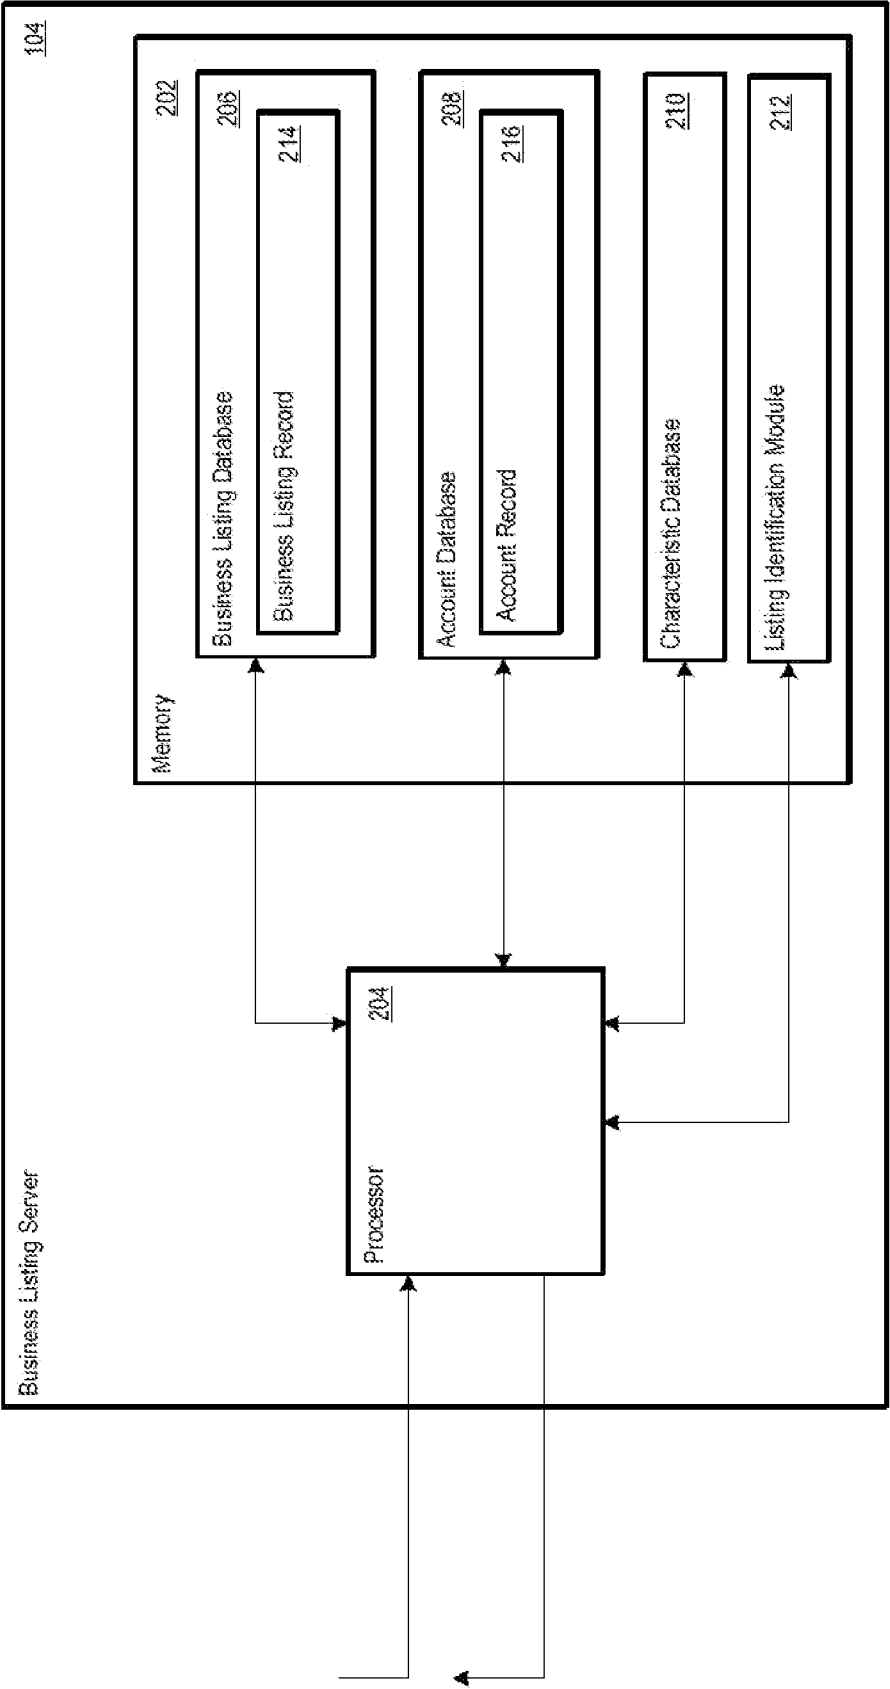 Business Listing Server
104
Memory
202
Business Listing Database
206
Business Listing Record
214
Processor
204
Account Database
208
Account Record
216
Characteristic Database
210
Listing Identification Module
212